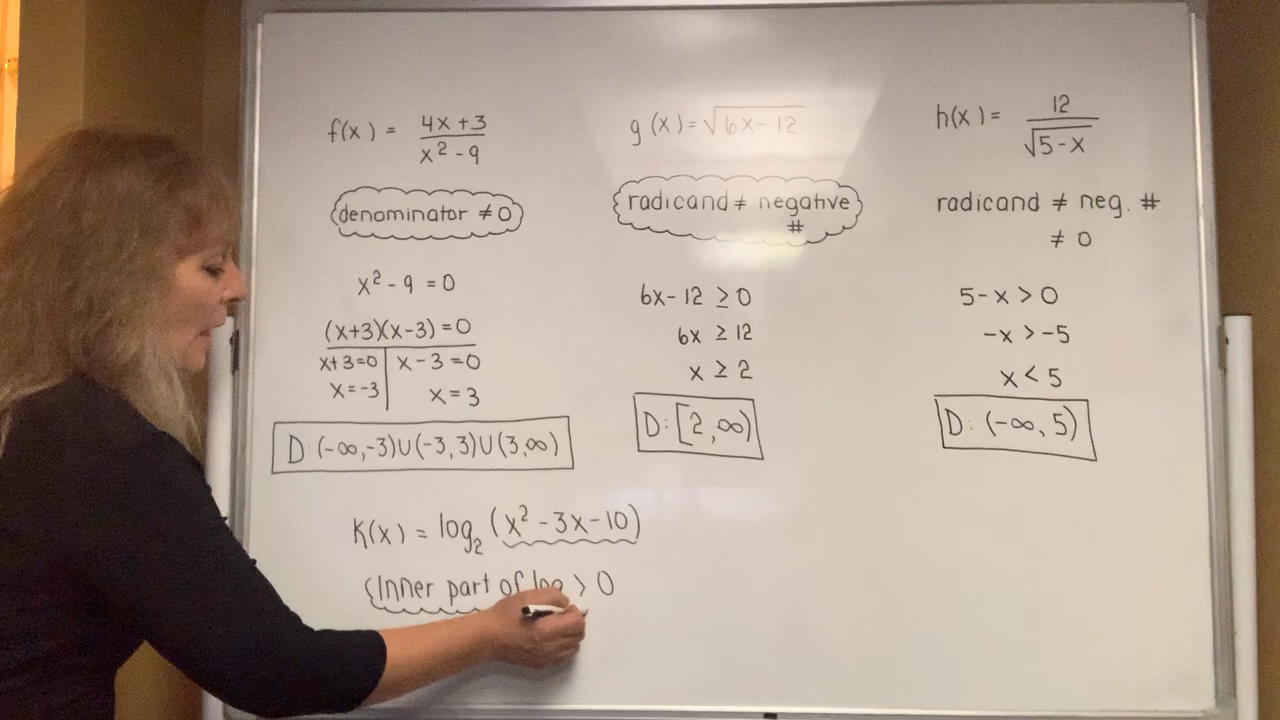 f(x) = 4x+3 / x² - 9
denominator ≠ 0
x² - 9 = 0
(x+3)(x-3) = 0
x+3=0 | x-3=0
x=-3 | x=3
D: (-∞,-3)∪(-3,3)∪(3,∞)
g(x) = √6x-12
radicand ≠ negative
#
6x-12 ≥ 0
6x ≥ 12
x ≥ 2
D: [2,∞)
h(x) = 12 / √5-x
radicand ≠ neg. #
≠ 0
5-x > 0
-x > -5
x < 5
D: (-∞, 5)
K(x) = log₂ (x² - 3x - 10)
Inner part of log > 0